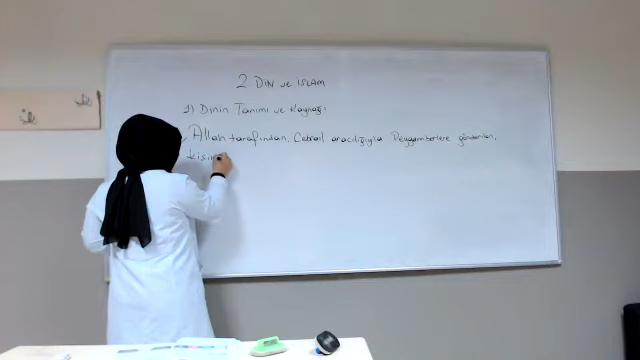 2 DİN ve İSLAM
1) Dinin Tanımı ve Kaynağı
Allah tarafından, Cebrail aracılığıyla Peygamberlere gönderilen,